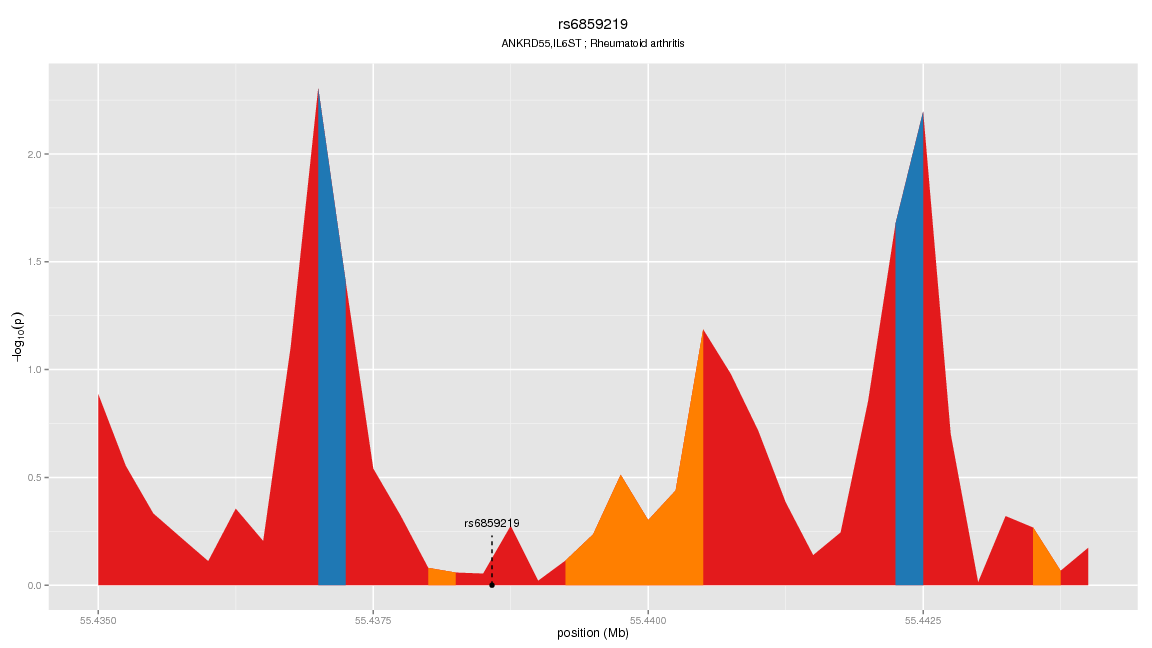 rs6859219
ANKRD55,IL6ST ; Rheumatoid arthritis
2.0
1.5
1.0
0.5
0.0
−log10(p)
rs6859219
55.4350 55.4375 55.4400 55.4425
position (Mb)